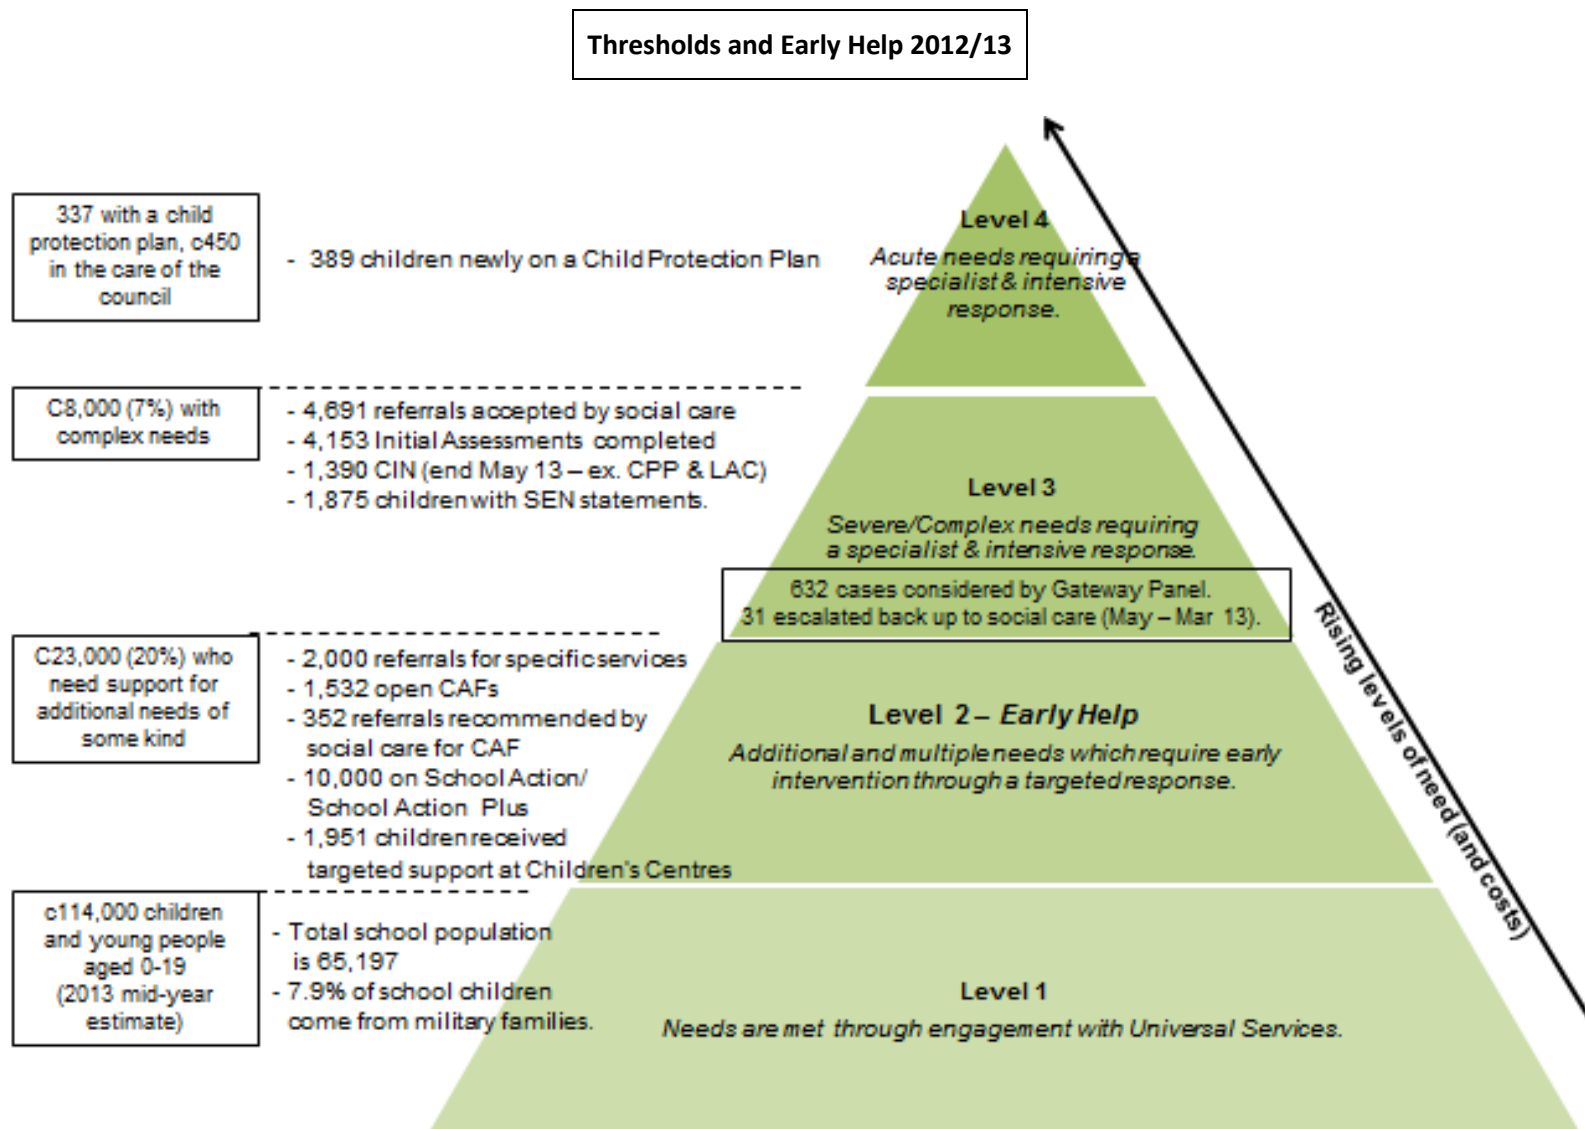 Thresholds and Early Help 2012/13
337 with a child
protection plan, c450
in the care of the
council
- 389 children newly on a Child Protection Plan
Level 4
Acute needs requiring a
specialist & intensive
response.
C8,000 (7%) with
complex needs
- 4,691 referrals accepted by social care
- 4,153 Initial Assessments completed
- 1,390 CIN (end May 13 – ex. CPP & LAC)
- 1,875 children with SEN statements.
Level 3
Severe/Complex needs requiring
a specialist & intensive response.
632 cases considered by Gateway Panel.
31 escalated back up to social care (May – Mar 13).
C23,000 (20%) who
need support for
additional needs of
some kind
- 2,000 referrals for specific services
- 1,532 open CAFs
- 352 referrals recommended by
social care for CAF
- 10,000 on School Action/
School Action Plus
- 1,951 children received
targeted support at Children's Centres
Level 2 – Early Help
Additional and multiple needs which require early
intervention through a targeted response.
c114,000 children
and young people
aged 0-19
(2013 mid-year
estimate)
- Total school population
is 65,197
- 7.9% of school children
come from military families.
Level 1
Needs are met through engagement with Universal Services.
Rising levels of need (and costs)